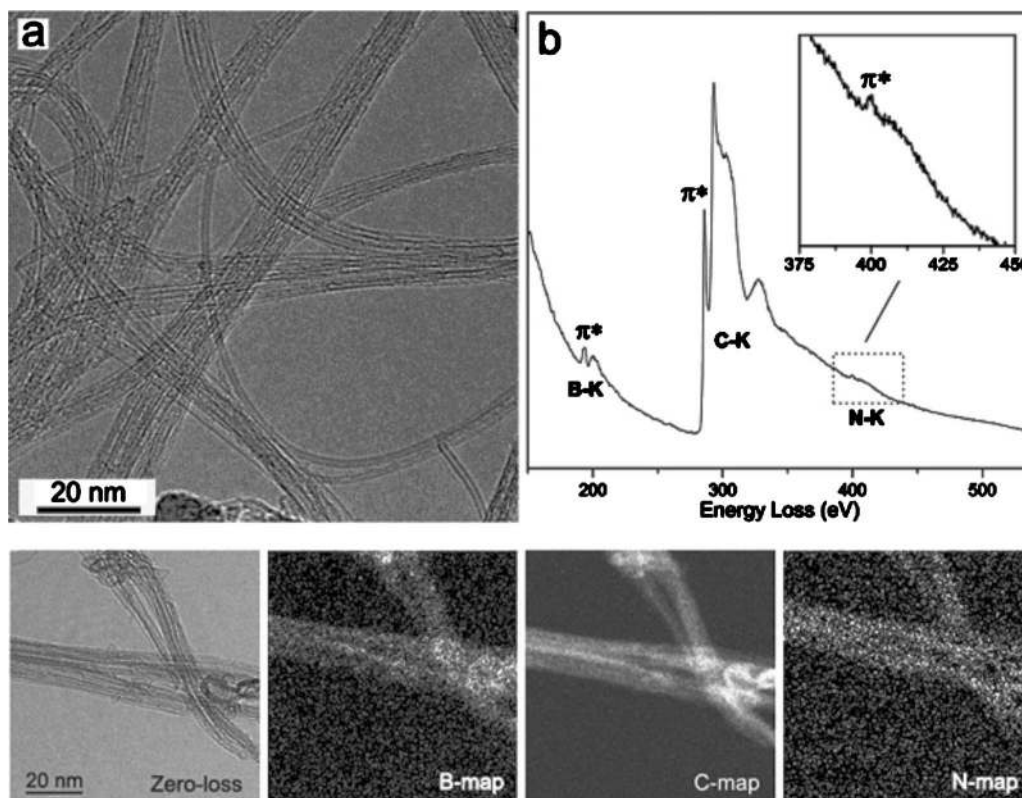 a
20 nm
b
π*
π*
π*
B-K
C-K
N-K
375 400 425 450
200 300 400 500
Energy Loss (eV)
20 nm
Zero-loss
B-map
C-map
N-map